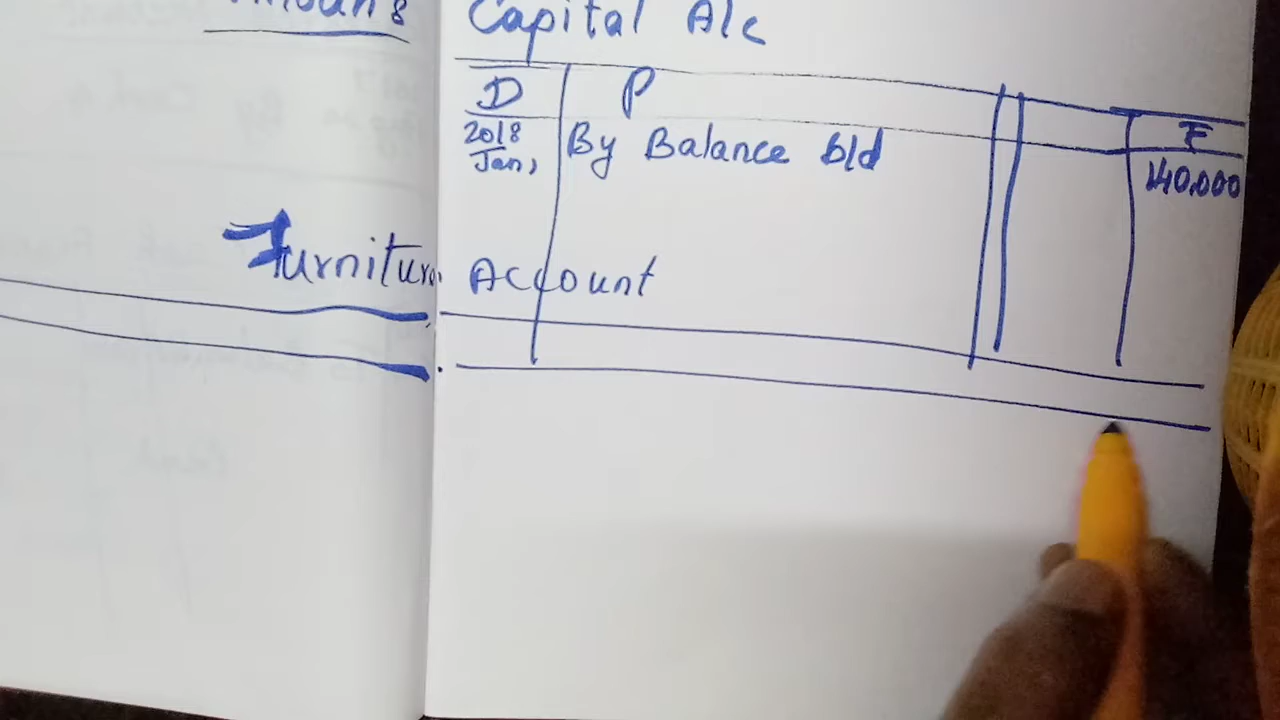 Capital A/c
D P ₹
2018 Jan, By Balance b/d 140,000
Furniture Account